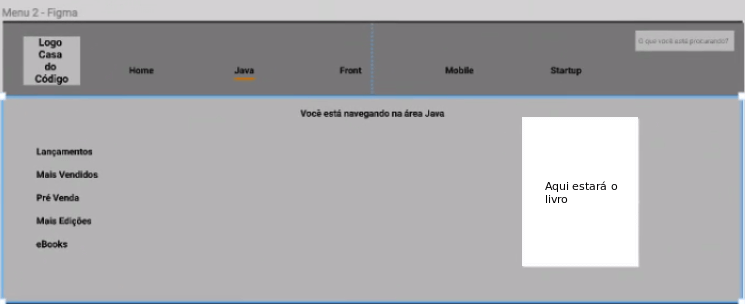 Menu 2 - Figma
Logo
Casa
do
Código
O que você está procurando?
Home
Java
Front
Mobile
Startup
Você está navegando na área Java
Lançamentos
Mais Vendidos
Pré Venda
Mais Edições
eBooks
Aqui estará o
livro